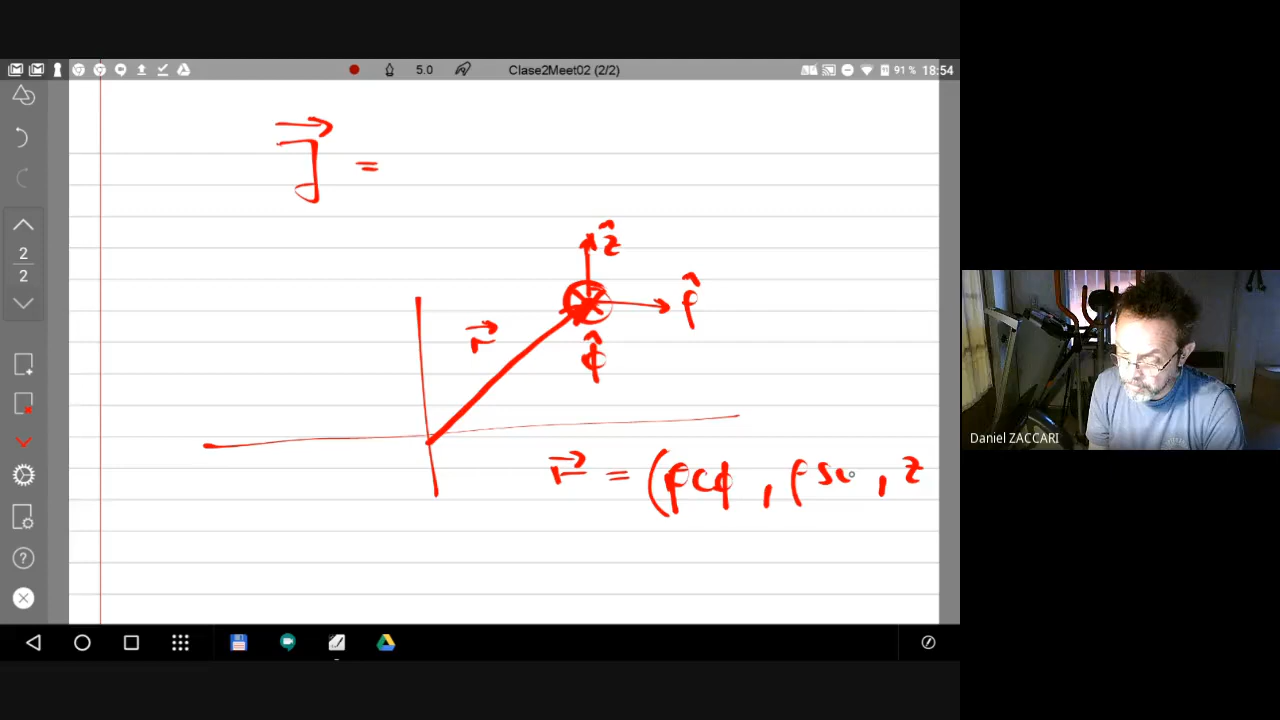 5.0 Clase2Meet02 (2/2) 91 % 18:54
J⃗ =
2
2
ẑ
ρ̂
r⃗
φ̂
r⃗ = (ρcφ , ρsφ , z
Daniel ZACCARI